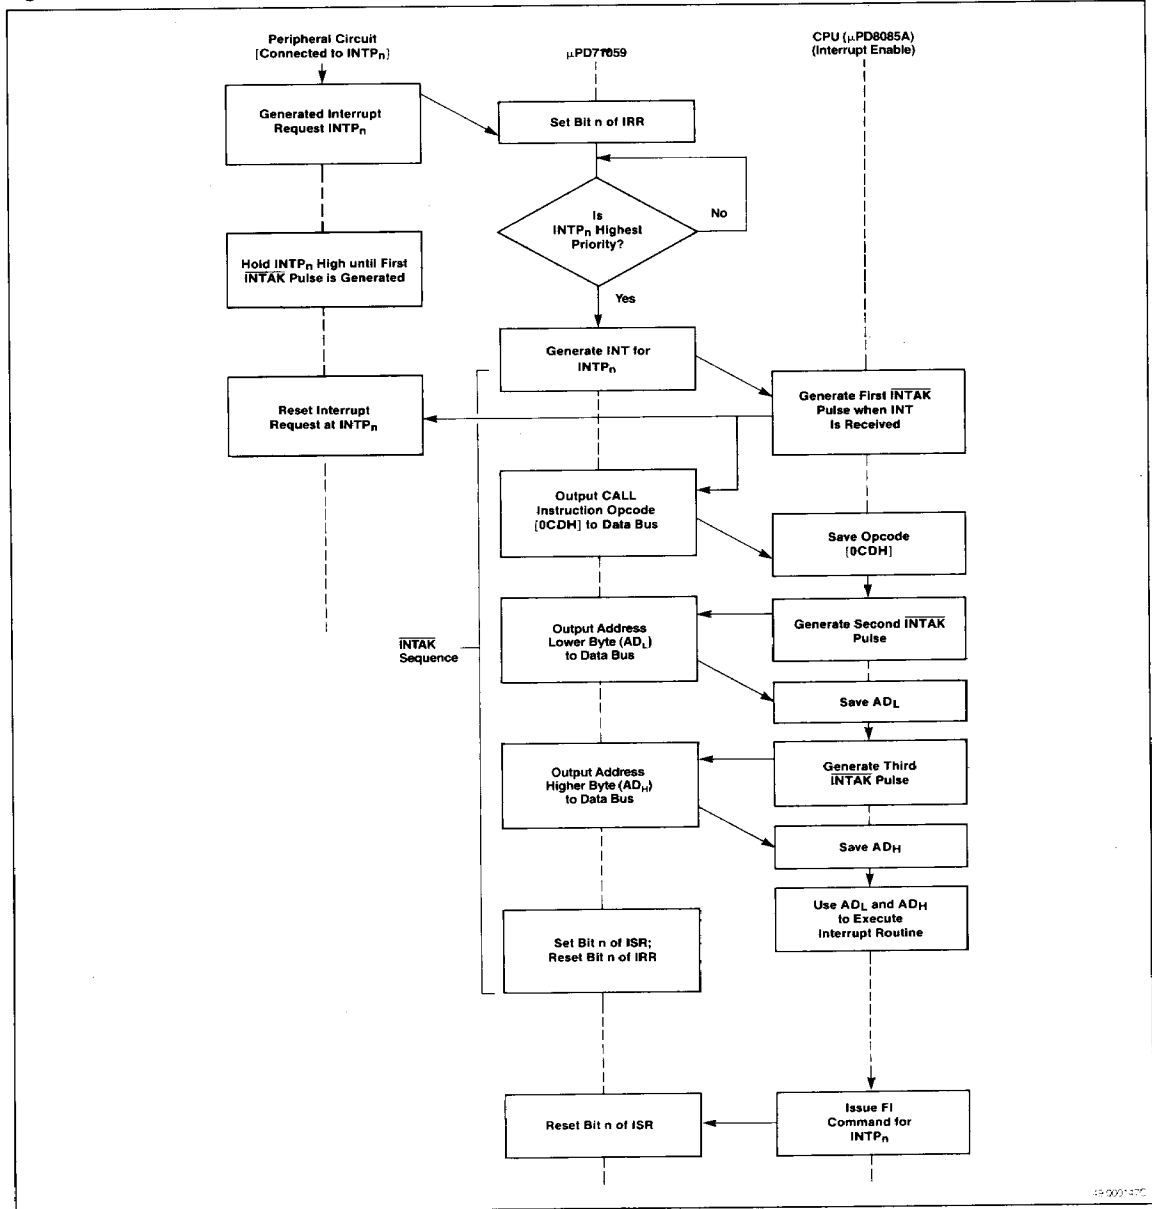 Peripheral Circuit
[Connected to INTPn]
μPD71059
CPU (μPD8085A)
(Interrupt Enable)
Generated Interrupt
Request INTPn
Set Bit n of IRR
Is
INTPn Highest
Priority?
No
Yes
Hold INTPn High until First
INTAK Pulse is Generated
Generate INT for
INTPn
Reset Interrupt
Request at INTPn
Generate First INTAK
Pulse when INT
Is Received
Output CALL
Instruction Opcode
[0CDH] to Data Bus
Save Opcode
[0CDH]
INTAK
Sequence
Output Address
Lower Byte (ADL)
to Data Bus
Generate Second INTAK
Pulse
Save ADL
Output Address
Higher Byte (ADH)
to Data Bus
Generate Third
INTAK Pulse
Save ADH
Use ADL and ADH
to Execute
Interrupt Routine
Set Bit n of ISR;
Reset Bit n of IRR
Reset Bit n of ISR
Issue FI
Command for
INTPn